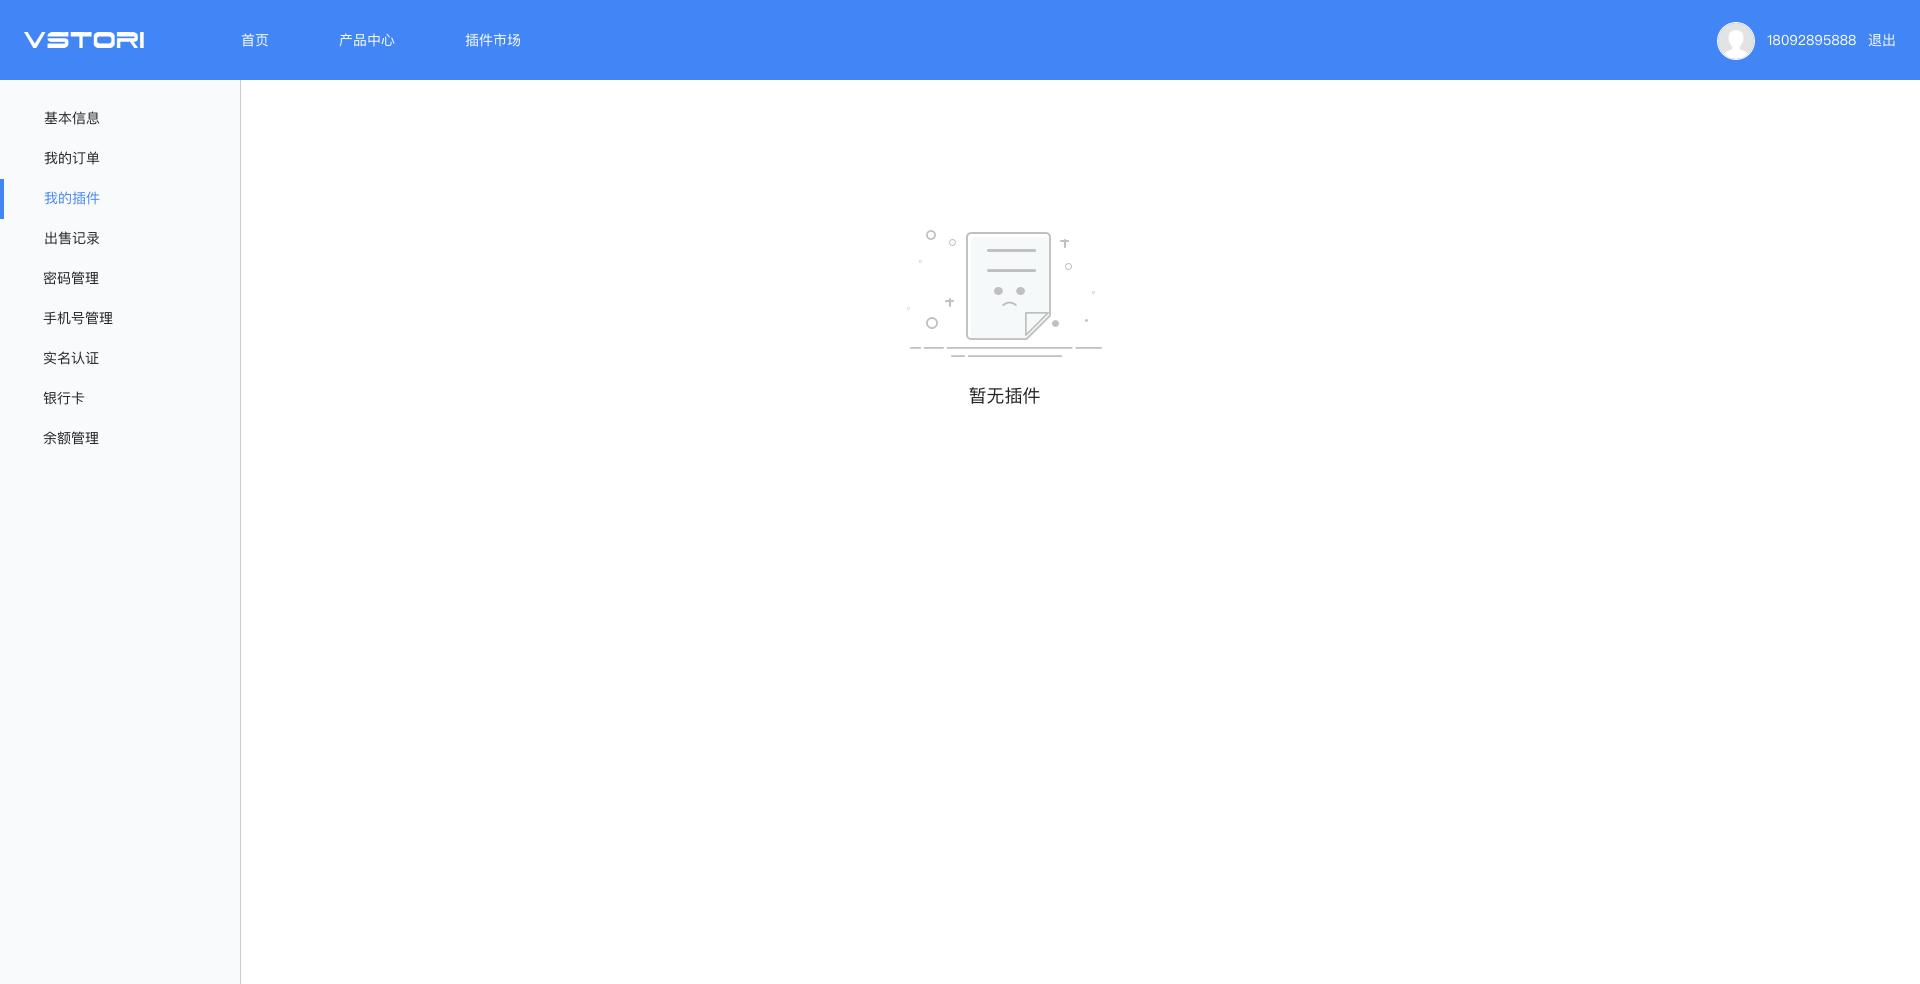 VSTORI
首页
产品中心
插件市场
18092895888
退出
基本信息
我的订单
我的插件
出售记录
密码管理
手机号管理
实名认证
银行卡
余额管理
暂无插件